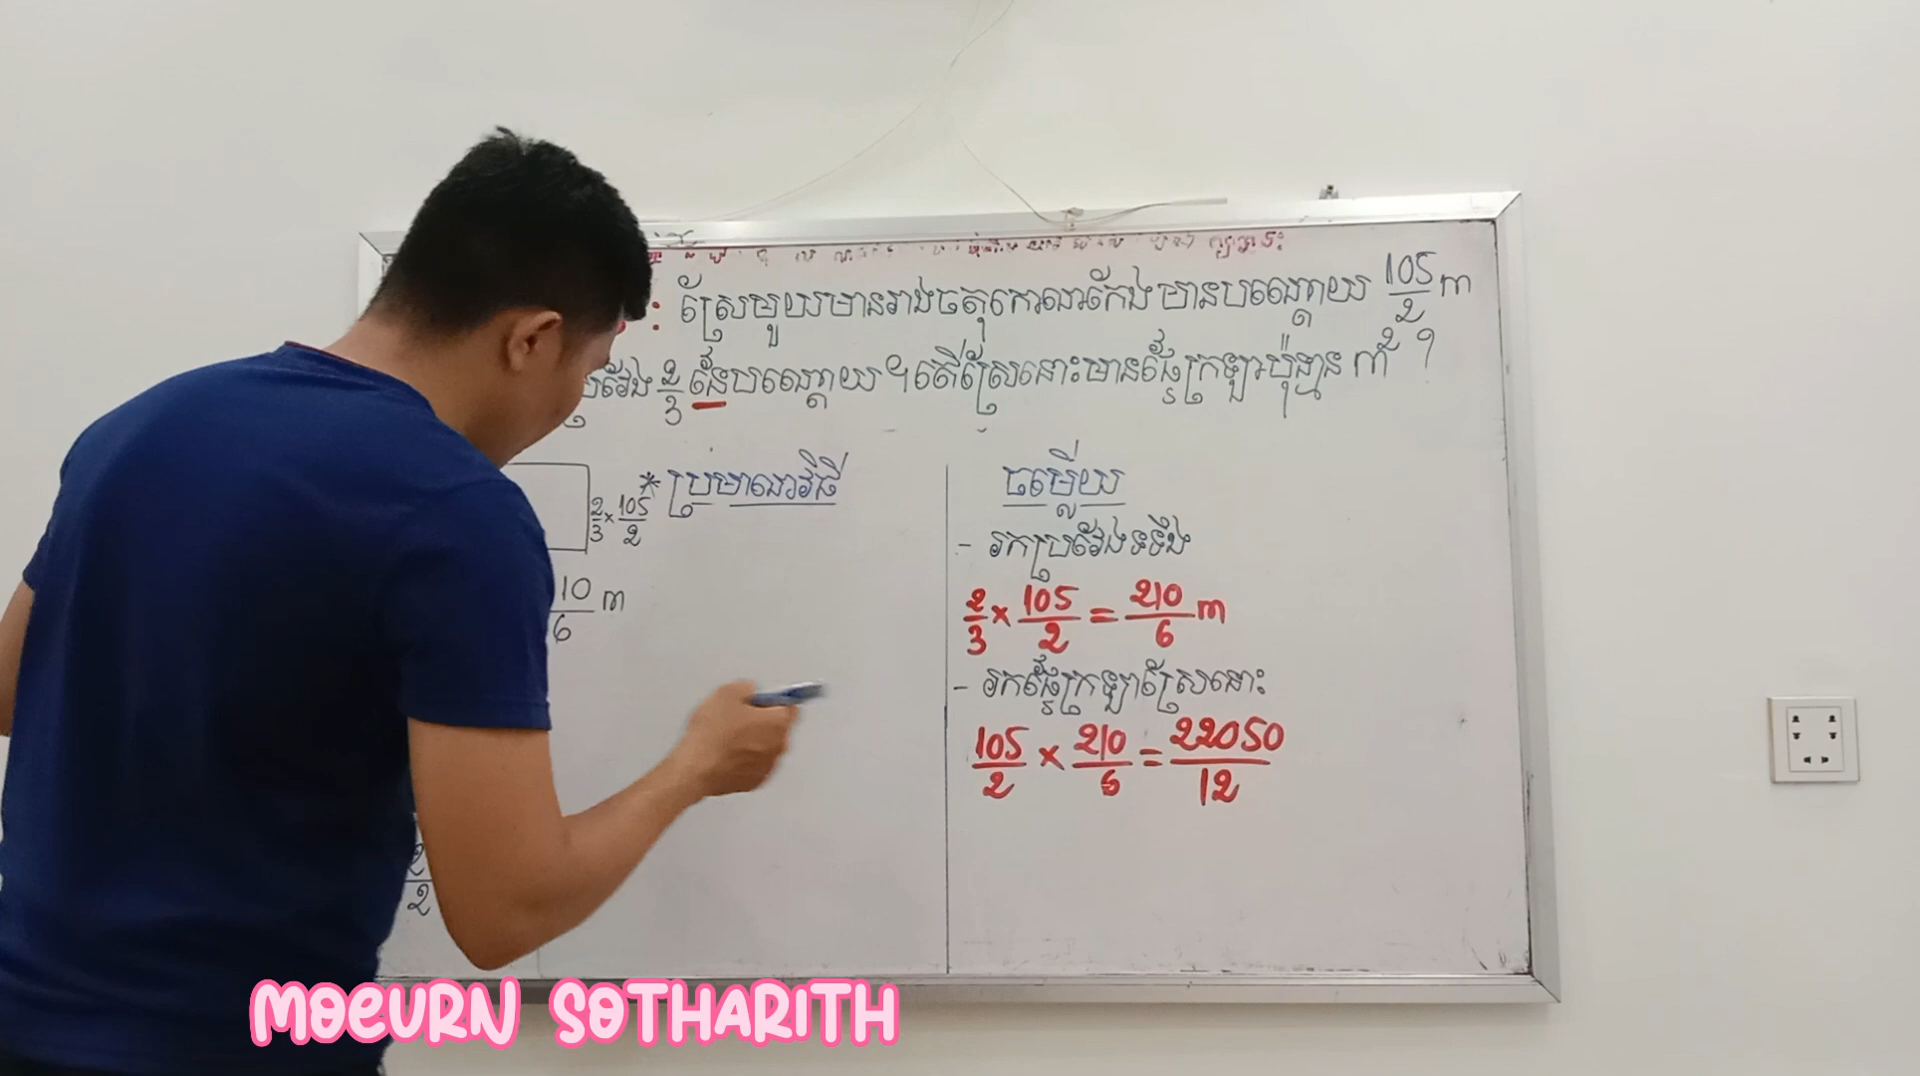 : ស្រែមួយមានរាងចតុកោណកែងមានបណ្តោយ 105/2 m
ប្រវែង 2/3 នៃបណ្តោយ។ តើស្រែនោះមានផ្ទៃក្រឡាប៉ុន្មាន m² ?
2/3 × 105/2
* ប្រមាណវិធី
10/6 m
2/2
ចម្លើយ
- រកប្រវែងទទឹង
2/3 × 105/2 = 210/6 m
- រកផ្ទៃក្រឡាស្រែនោះ
105/2 × 210/6 = 22050/12
MOEURN SOTHARITH